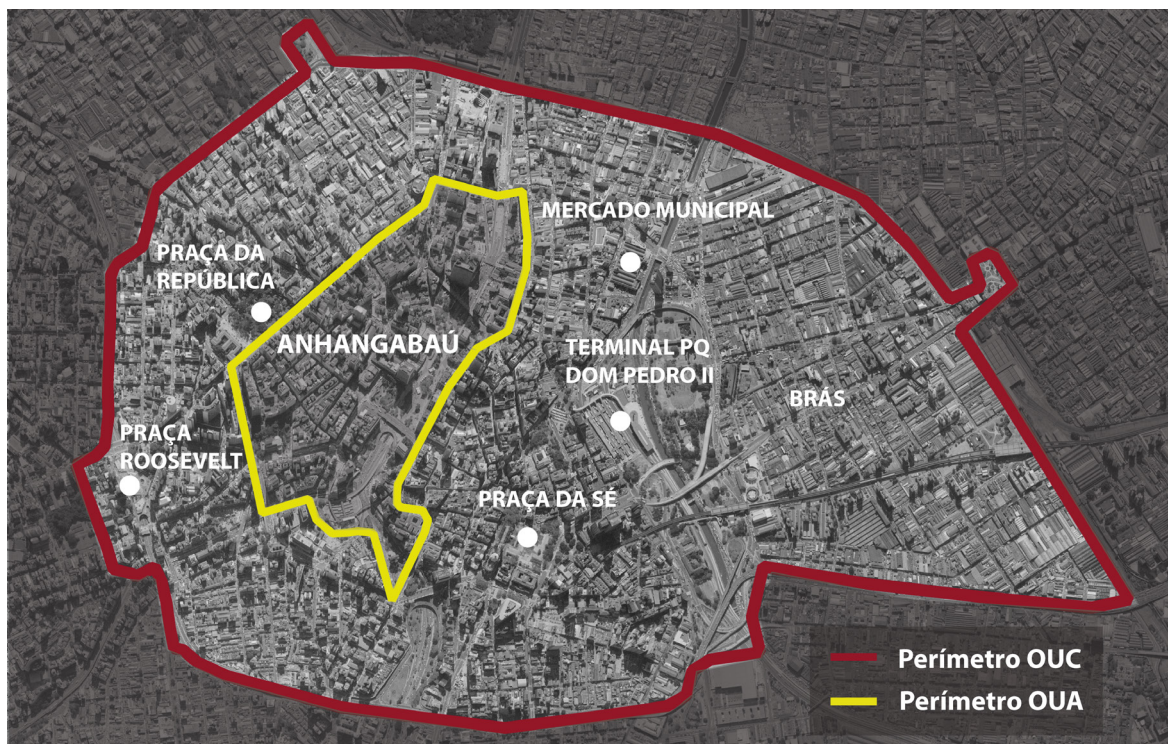 MERCADO MUNICIPAL
PRAÇA DA
REPÚBLICA
ANHANGABAÚ
TERMINAL PQ
DOM PEDRO II
BRÁS
PRAÇA
ROOSEVELT
PRAÇA DA SÉ
Perímetro OUC
Perímetro OUA